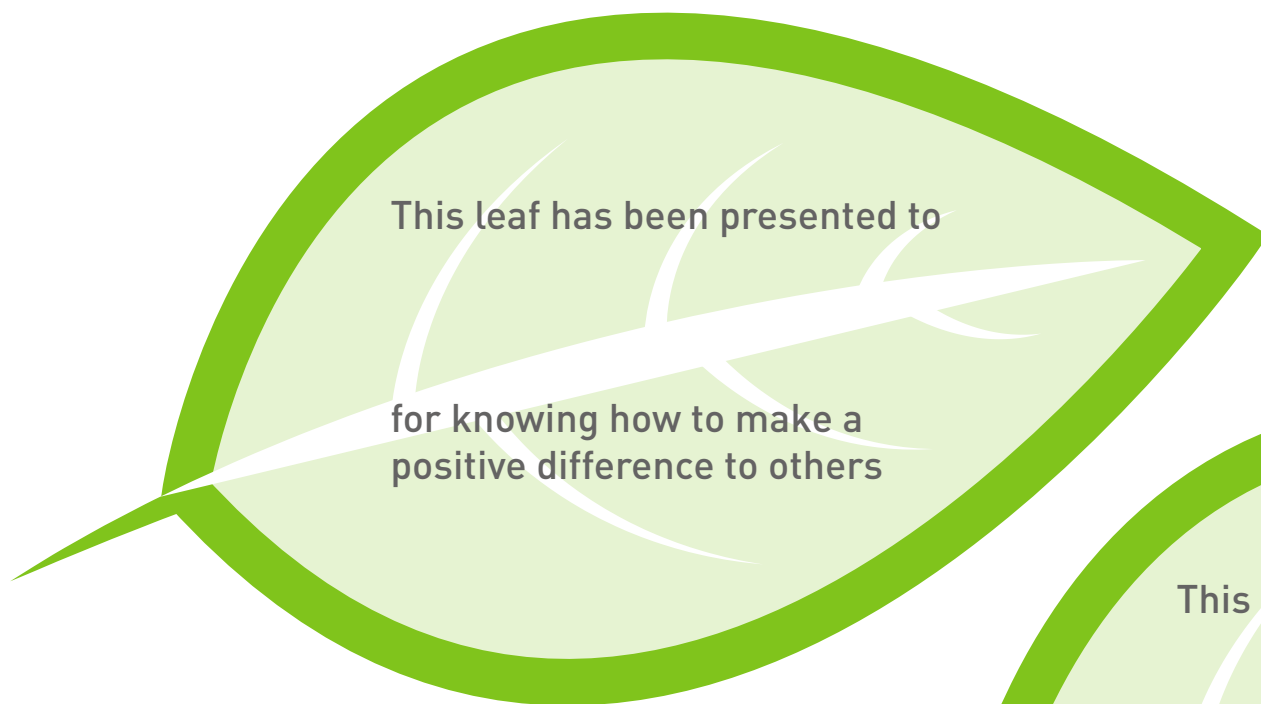 This leaf has been presented to
for knowing how to make a
positive difference to others
This